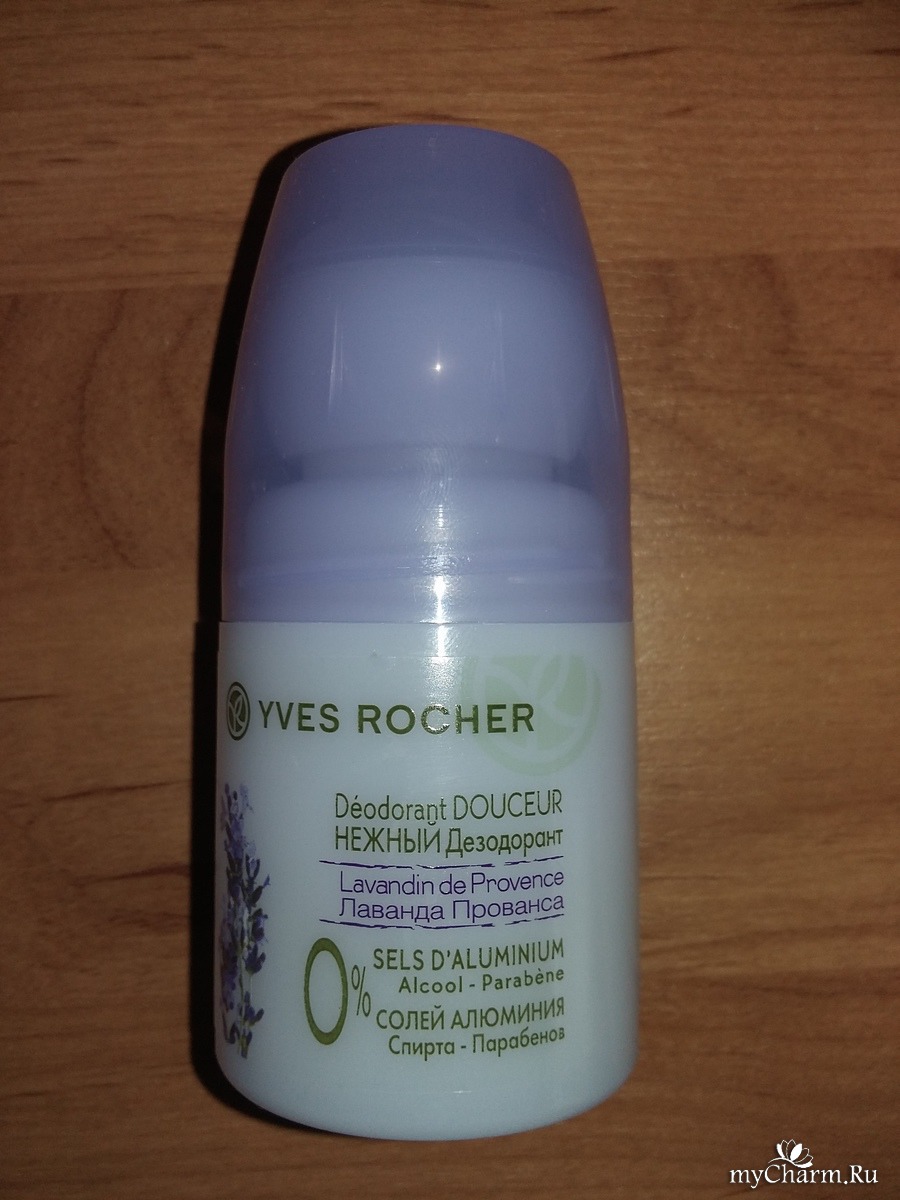 YVES ROCHER
Déodorant DOUCEUR
НЕЖНЫЙ Дезодорант
Lavandin de Provence
Лаванда Прованса
0%
SELS D'ALUMINIUM
Alcool - Parabène
СОЛЕЙ АЛЮМИНИЯ
Спирта - Парабенов
myCharm.Ru